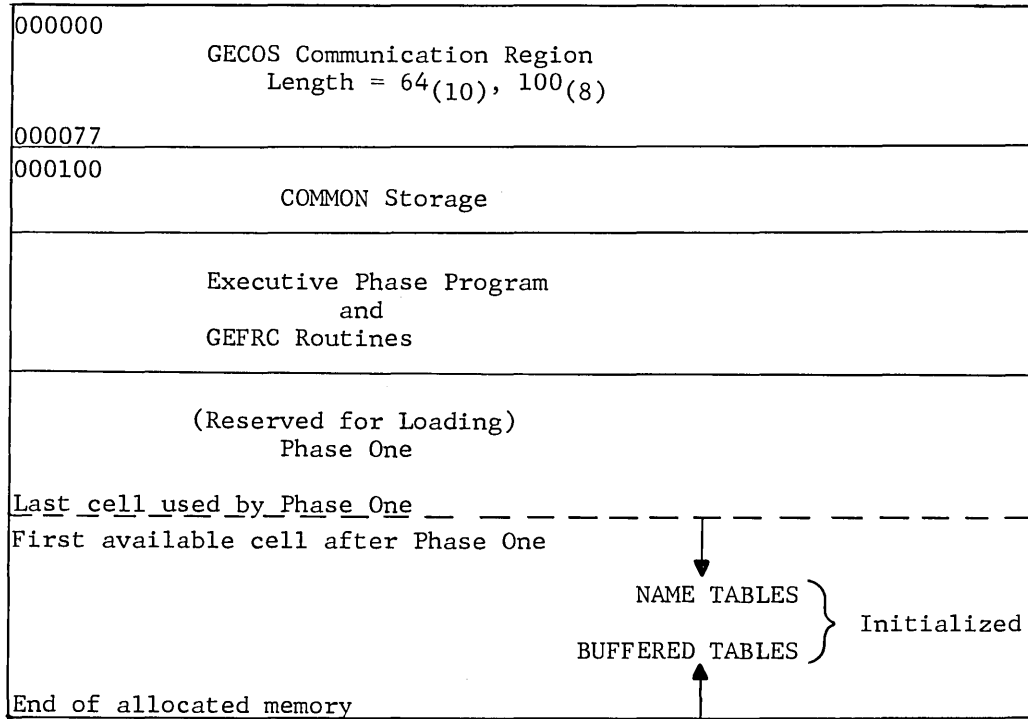 000000
GECOS Communication Region
Length = 64(10), 100(8)
000077
000100
COMMON Storage
Executive Phase Program
and
GEFRC Routines
(Reserved for Loading)
Phase One
Last cell used by Phase One
First available cell after Phase One
NAME TABLES
Initialized
BUFFERED TABLES
End of allocated memory